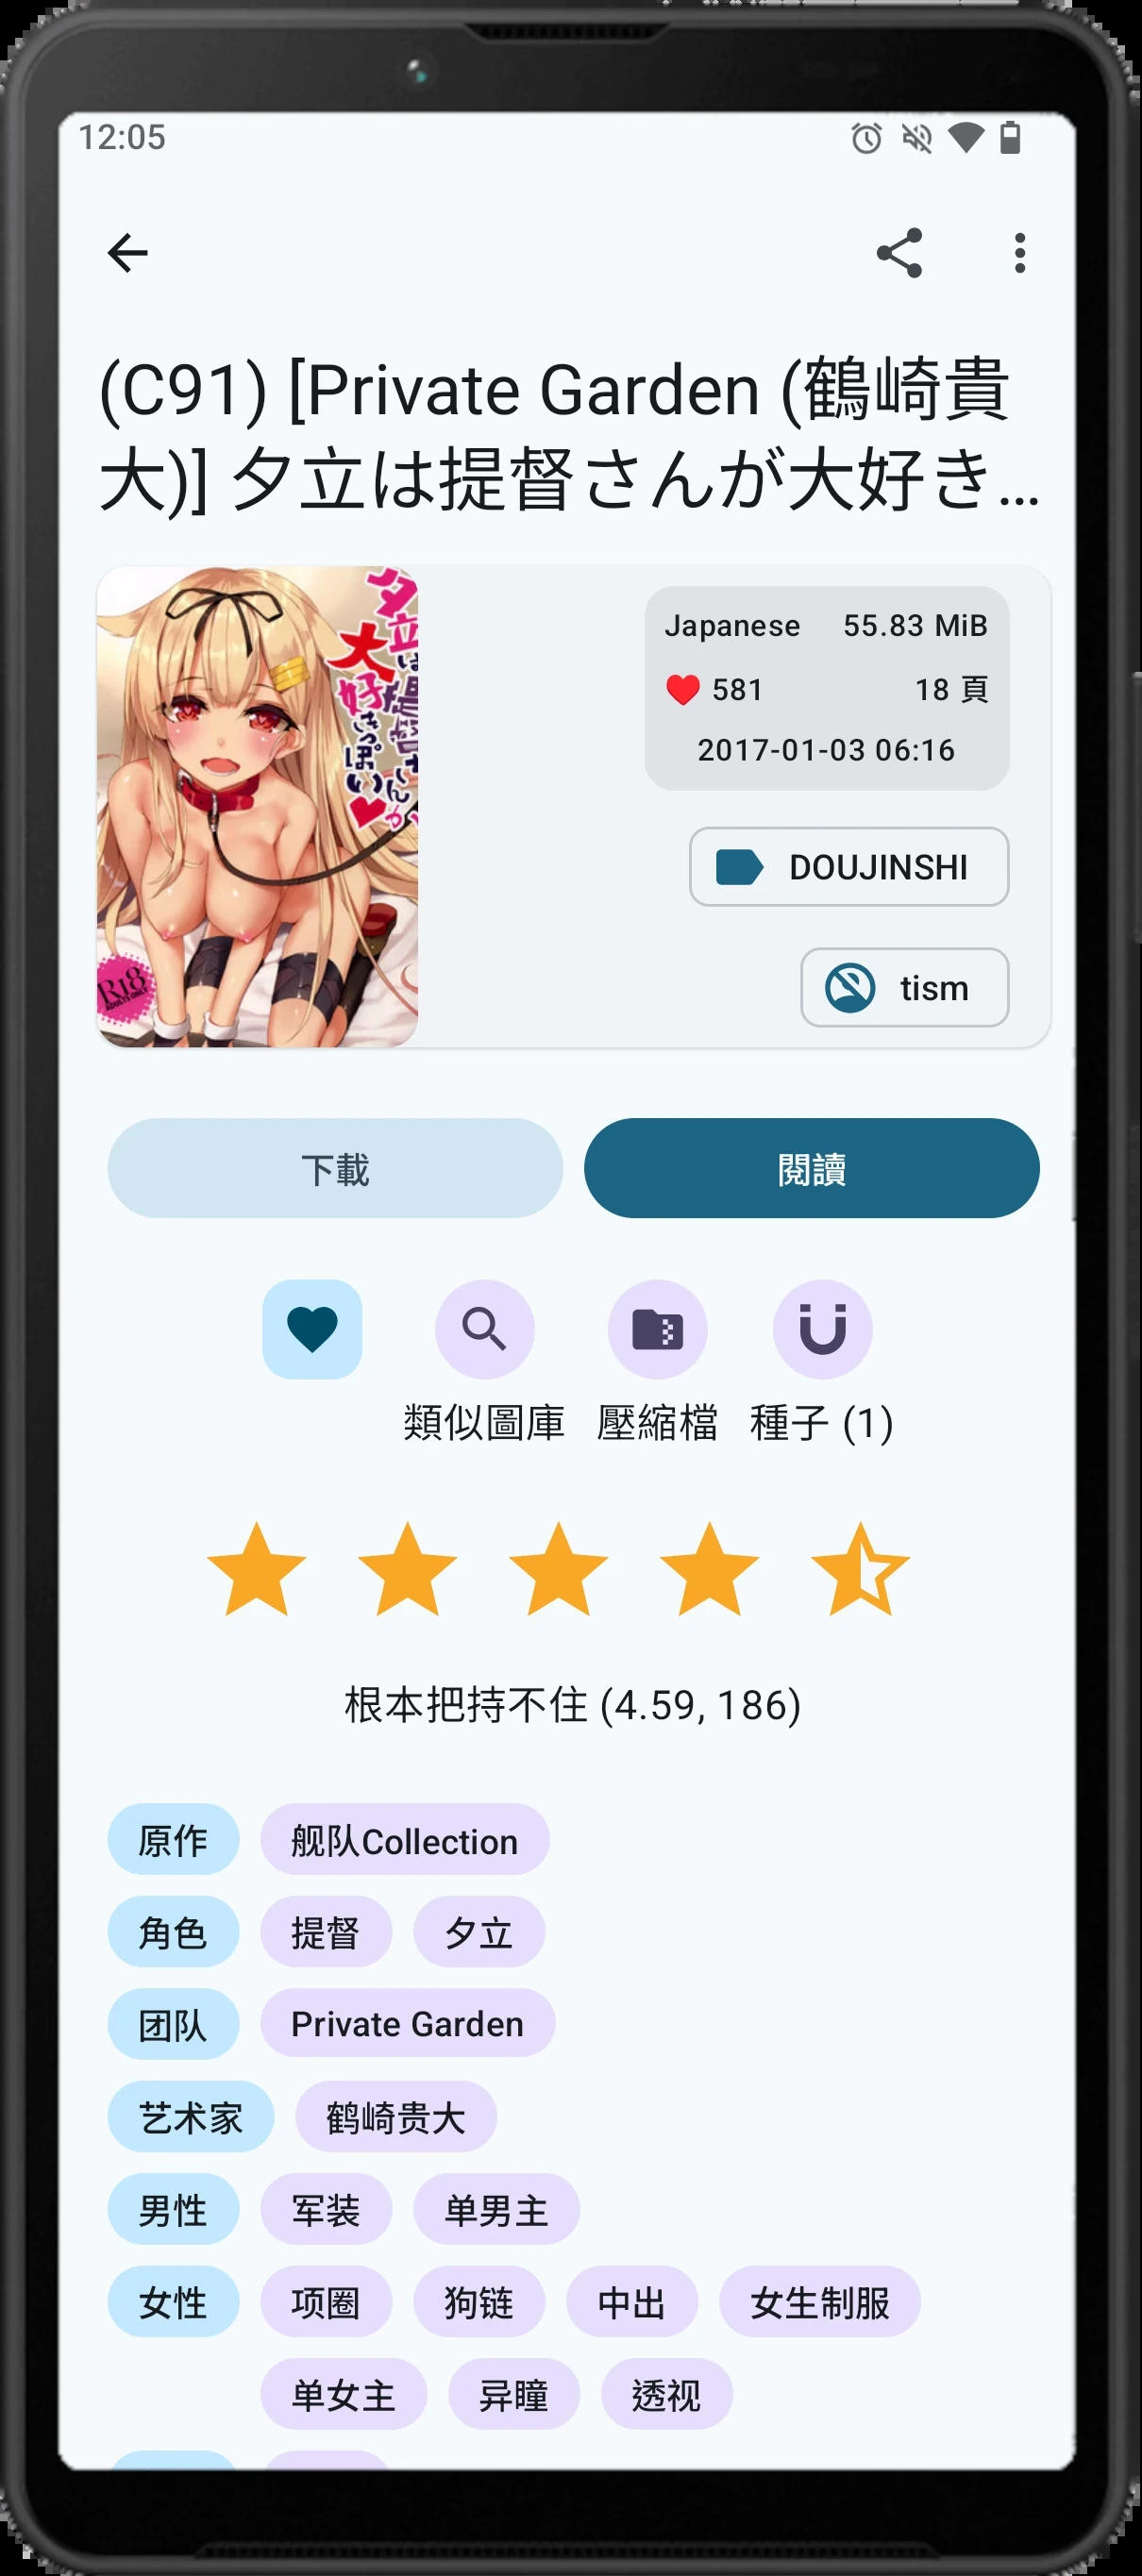 12:05
(C91) [Private Garden (鶴崎貴
大)] 夕立は提督さんが大好き…
夕立は
提督さんが
大好きっぽい
R18
ADULTS ONLY
Japanese 55.83 MiB
581 18 頁
2017-01-03 06:16
DOUJINSHI
tism
下載 閱讀
類似圖庫 壓縮檔 種子 (1)
根本把持不住 (4.59, 186)
原作 舰队Collection
角色 提督 夕立
团队 Private Garden
艺术家 鹤崎贵大
男性 军装 单男主
女性 项圈 狗链 中出 女生制服
单女主 异瞳 透视